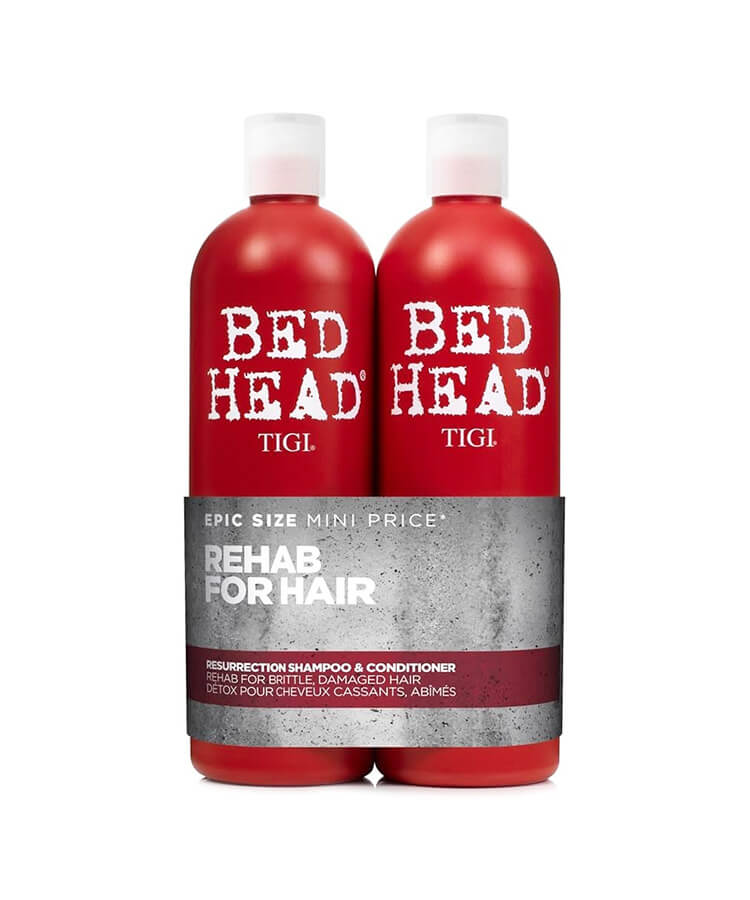 BED
HEAD®
TIGI®
BED
HEAD®
TIGI®
EPIC SIZE MINI PRICE*
REHAB
FOR HAIR
RESURRECTION SHAMPOO & CONDITIONER
REHAB FOR BRITTLE, DAMAGED HAIR
DÉTOX POUR CHEVEUX CASSANTS, ABÎMÉS